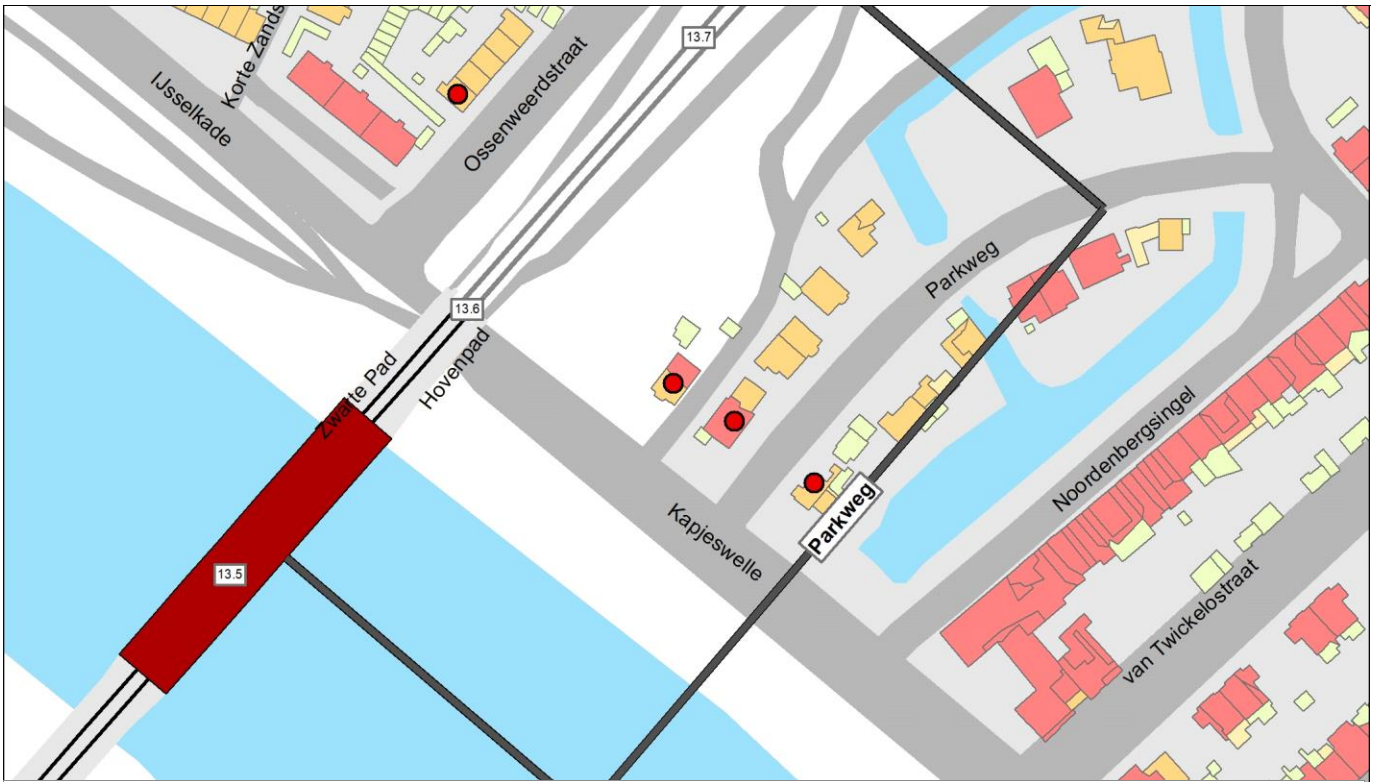 Korte Zands
13.7
IJsselkade
Ossenweerdstraat
Parkweg
13.6
Zwarte Pad
Hovenpad
Noordenbergsingel
Parkweg
Kapjeswelle
13.5
van Twickelostraat